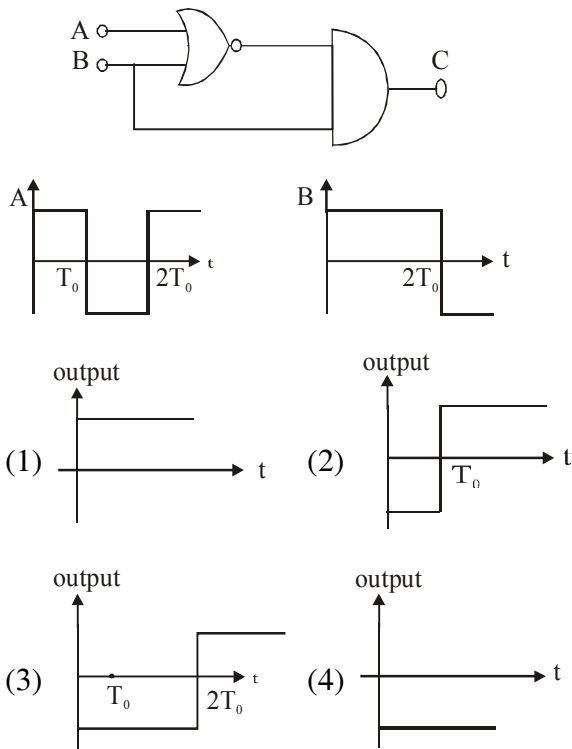 A
B
C
A
T₀
2T₀
t
B
2T₀
t
output
(1)
t
output
(2)
T₀
t
output
(3)
T₀
2T₀
t
output
(4)
t